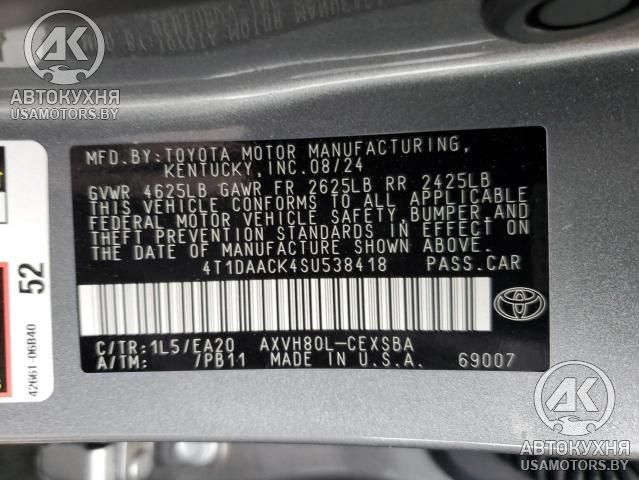 АК
АВТОКУХНЯ
USAMOTORS.BY
MFD.BY: TOYOTA MOTOR MANUFACTURING,
KENTUCKY, INC. 08/24
GVWR 4625LB GAWR FR 2625LB RR 2425LB
THIS VEHICLE CONFORMS TO ALL APPLICABLE
FEDERAL MOTOR VEHICLE SAFETY, BUMPER, AND
THEFT PREVENTION STANDARDS IN EFFECT ON
THE DATE OF MANUFACTURE SHOWN ABOVE.
4T1DAACK4SU538418 PASS.CAR
C/TR: 1L5/EA20 AXVH80L-CEXSBA
A/TM: /PB11 MADE IN U.S.A. 69007
52
42661-06B40
АК
АВТОКУХНЯ
USAMOTORS.BY